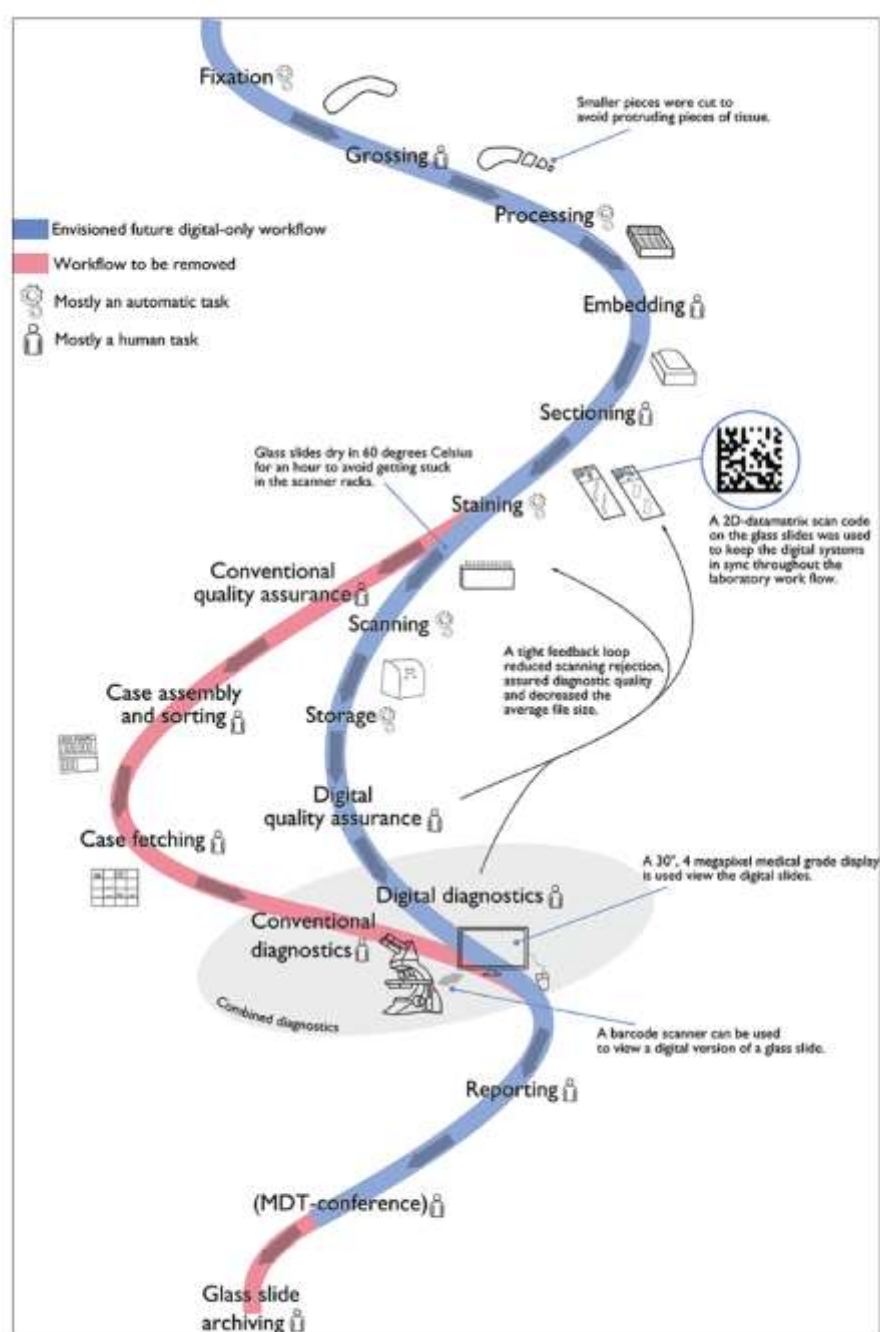 Fixation
Smaller pieces were cut to
avoid protruding pieces of tissue.
Grossing
Processing
Envisioned future digital-only workflow
Workflow to be removed
Mostly an automatic task
Mostly a human task
Embedding
Sectioning
Glass slides dry in 60 degrees Celsius
for an hour to avoid getting stuck
in the scanner racks.
Staining
A 2D-datamatrix scan code
on the glass slides was used
to keep the digital systems
in sync throughout the
laboratory work flow.
Conventional
quality assurance
Scanning
A tight feedback loop
reduced scanning rejection,
assured diagnostic quality
and decreased the
average file size.
Case assembly
and sorting
Storage
Digital
quality assurance
Case fetching
A 30", 4 megapixel medical grade display
is used view the digital slides.
Digital diagnostics
Conventional
diagnostics
Combined diagnostics
A barcode scanner can be used
to view a digital version of a glass slide.
Reporting
(MDT-conference)
Glass slide
archiving